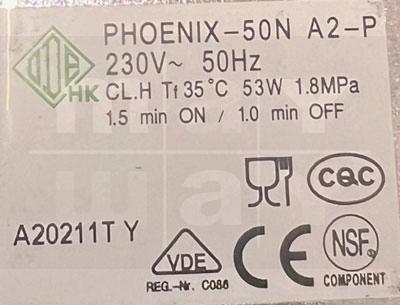 ODE
HK
PHOENIX-50N A2-P
230V~ 50Hz
CL.H Tf 35°C 53W 1.8MPa
1.5 min ON / 1.0 min OFF
CQC
A20211T Y
VDE
REG.-Nr. C086
CE
NSF®
COMPONENT